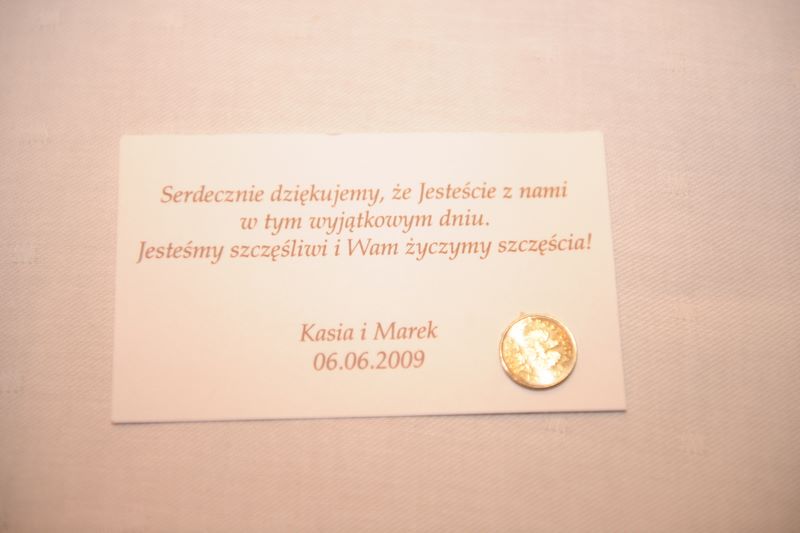 Serdecznie dziękujemy, że Jesteście z nami
w tym wyjątkowym dniu.
Jesteśmy szczęśliwi i Wam życzymy szczęścia!
Kasia i Marek
06.06.2009